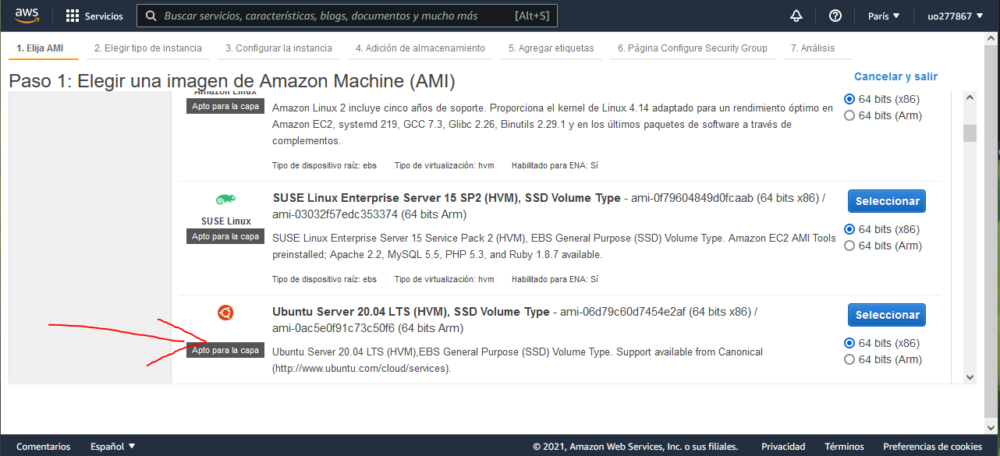 aws
Servicios
Buscar servicios, características, blogs, documentos y mucho más
[Alt+S]
París
uo277867
1. Elija AMI
2. Elegir tipo de instancia
3. Configurar la instancia
4. Adición de almacenamiento
5. Agregar etiquetas
6. Página Configure Security Group
7. Análisis
Paso 1: Elegir una imagen de Amazon Machine (AMI)
Cancelar y salir
Amazon Linux
Apto para la capa
Amazon Linux 2 incluye cinco años de soporte. Proporciona el kernel de Linux 4.14 adaptado para un rendimiento óptimo en
Amazon EC2, systemd 219, GCC 7.3, Glibc 2.26, Binutils 2.29.1 y en los últimos paquetes de software a través de
complementos.
64 bits (x86)
64 bits (Arm)
Tipo de dispositivo raíz: ebs
Tipo de virtualización: hvm
Habilitado para ENA: Sí
SUSE Linux
Apto para la capa
SUSE Linux Enterprise Server 15 SP2 (HVM), SSD Volume Type - ami-0f79604849d0fcaab (64 bits x86) /
ami-03032f57edc353374 (64 bits Arm)
Seleccionar
SUSE Linux Enterprise Server 15 Service Pack 2 (HVM), EBS General Purpose (SSD) Volume Type. Amazon EC2 AMI Tools
preinstalled; Apache 2.2, MySQL 5.5, PHP 5.3, and Ruby 1.8.7 available.
64 bits (x86)
64 bits (Arm)
Tipo de dispositivo raíz: ebs
Tipo de virtualización: hvm
Habilitado para ENA: Sí
Apto para la capa
Ubuntu Server 20.04 LTS (HVM), SSD Volume Type - ami-06d79c60d7454e2af (64 bits x86) /
ami-0ac5e0f91c73c50f6 (64 bits Arm)
Seleccionar
Ubuntu Server 20.04 LTS (HVM),EBS General Purpose (SSD) Volume Type. Support available from Canonical
(http://www.ubuntu.com/cloud/services).
64 bits (x86)
64 bits (Arm)
Comentarios
Español
© 2021, Amazon Web Services, Inc. o sus filiales.
Privacidad
Términos
Preferencias de cookies